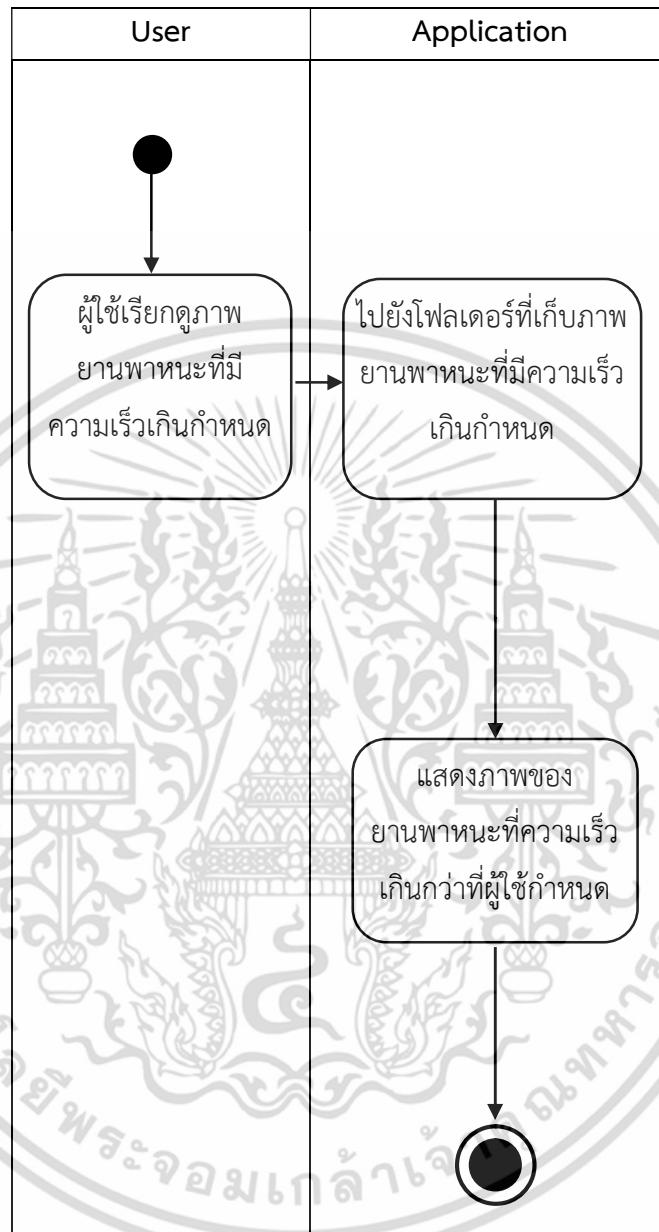 User
Application
ผู้ใช้เรียกดูภาพ
ยานพาหนะที่มี
ความเร็วเกินกำหนด
ไปยังโฟลเดอร์ที่เก็บภาพ
ยานพาหนะที่มีความเร็ว
เกินกำหนด
แสดงภาพของ
ยานพาหนะที่ความเร็ว
เกินกว่าที่ผู้ใช้กำหนด